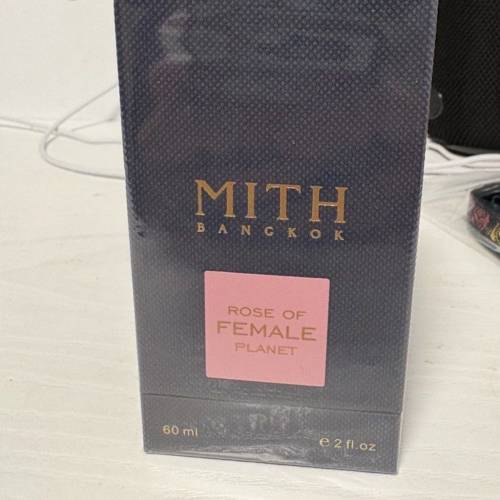 MITH
BANGKOK
ROSE OF
FEMALE
PLANET
60 ml
℮ 2 fl.oz